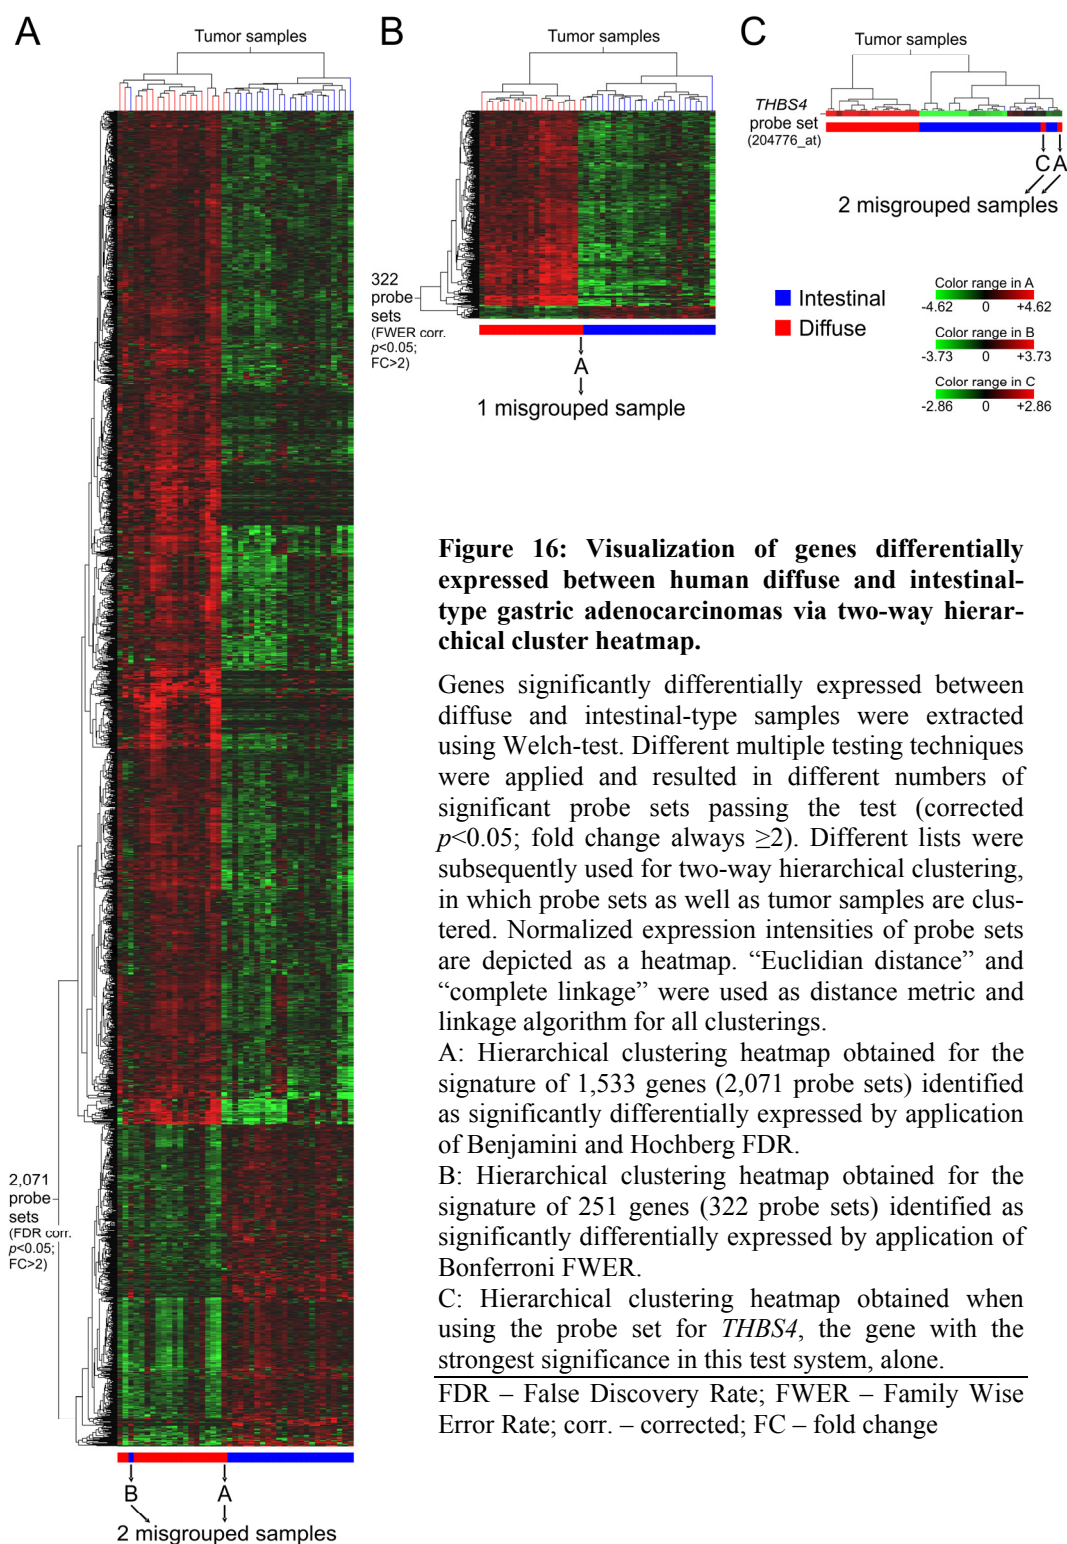 A
Tumor samples
2,071
probe
sets
(FDR corr.
p<0.05;
FC>2)
B
A
2 misgrouped samples
B
Tumor samples
322
probe
sets
(FWER corr.
p<0.05;
FC>2)
A
1 misgrouped sample
C
Tumor samples
THBS4
probe set
(204776_at)
C A
2 misgrouped samples
Intestinal
Diffuse
Color range in A
-4.62 0 +4.62
Color range in B
-3.73 0 +3.73
Color range in C
-2.86 0 +2.86
Figure 16: Visualization of genes differentially
expressed between human diffuse and intestinal-
type gastric adenocarcinomas via two-way hierar-
chical cluster heatmap.
Genes significantly differentially expressed between
diffuse and intestinal-type samples were extracted
using Welch-test. Different multiple testing techniques
were applied and resulted in different numbers of
significant probe sets passing the test (corrected
p<0.05; fold change always ≥2). Different lists were
subsequently used for two-way hierarchical clustering,
in which probe sets as well as tumor samples are clus-
tered. Normalized expression intensities of probe sets
are depicted as a heatmap. “Euclidian distance” and
“complete linkage” were used as distance metric and
linkage algorithm for all clusterings.
A: Hierarchical clustering heatmap obtained for the
signature of 1,533 genes (2,071 probe sets) identified
as significantly differentially expressed by application
of Benjamini and Hochberg FDR.
B: Hierarchical clustering heatmap obtained for the
signature of 251 genes (322 probe sets) identified as
significantly differentially expressed by application of
Bonferroni FWER.
C: Hierarchical clustering heatmap obtained when
using the probe set for THBS4, the gene with the
strongest significance in this test system, alone.
FDR – False Discovery Rate; FWER – Family Wise
Error Rate; corr. – corrected; FC – fold change